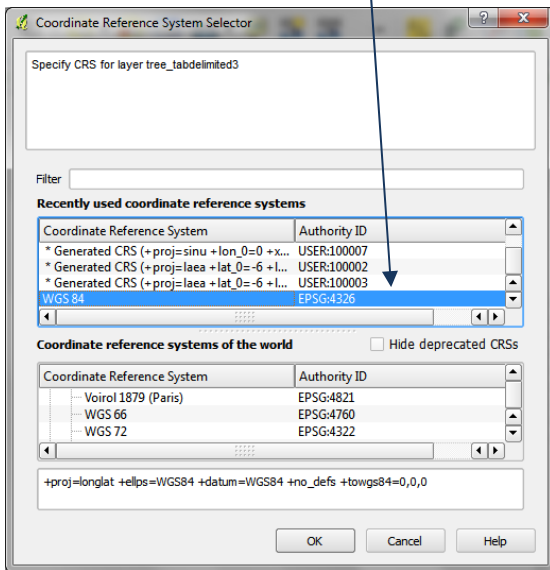 Coordinate Reference System Selector
Specify CRS for layer tree_tabdelimited3
Filter
Recently used coordinate reference systems
Coordinate Reference System Authority ID
* Generated CRS (+proj=sinu +lon_0=0 +x... USER:100007
* Generated CRS (+proj=laea +lat_0=-6 +l... USER:100002
* Generated CRS (+proj=laea +lat_0=-6 +l... USER:100003
WGS 84 EPSG:4326
Coordinate reference systems of the world Hide deprecated CRSs
Coordinate Reference System Authority ID
Voirol 1879 (Paris) EPSG:4821
WGS 66 EPSG:4760
WGS 72 EPSG:4322
+proj=longlat +ellps=WGS84 +datum=WGS84 +no_defs +towgs84=0,0,0
OK Cancel Help